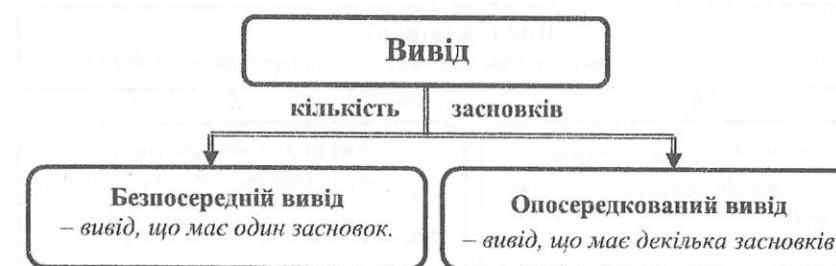 Вивід
кількість засновків
Безпосередній вивід
– вивід, що має один засновок.
Опосередкований вивід
– вивід, що має декілька засновків